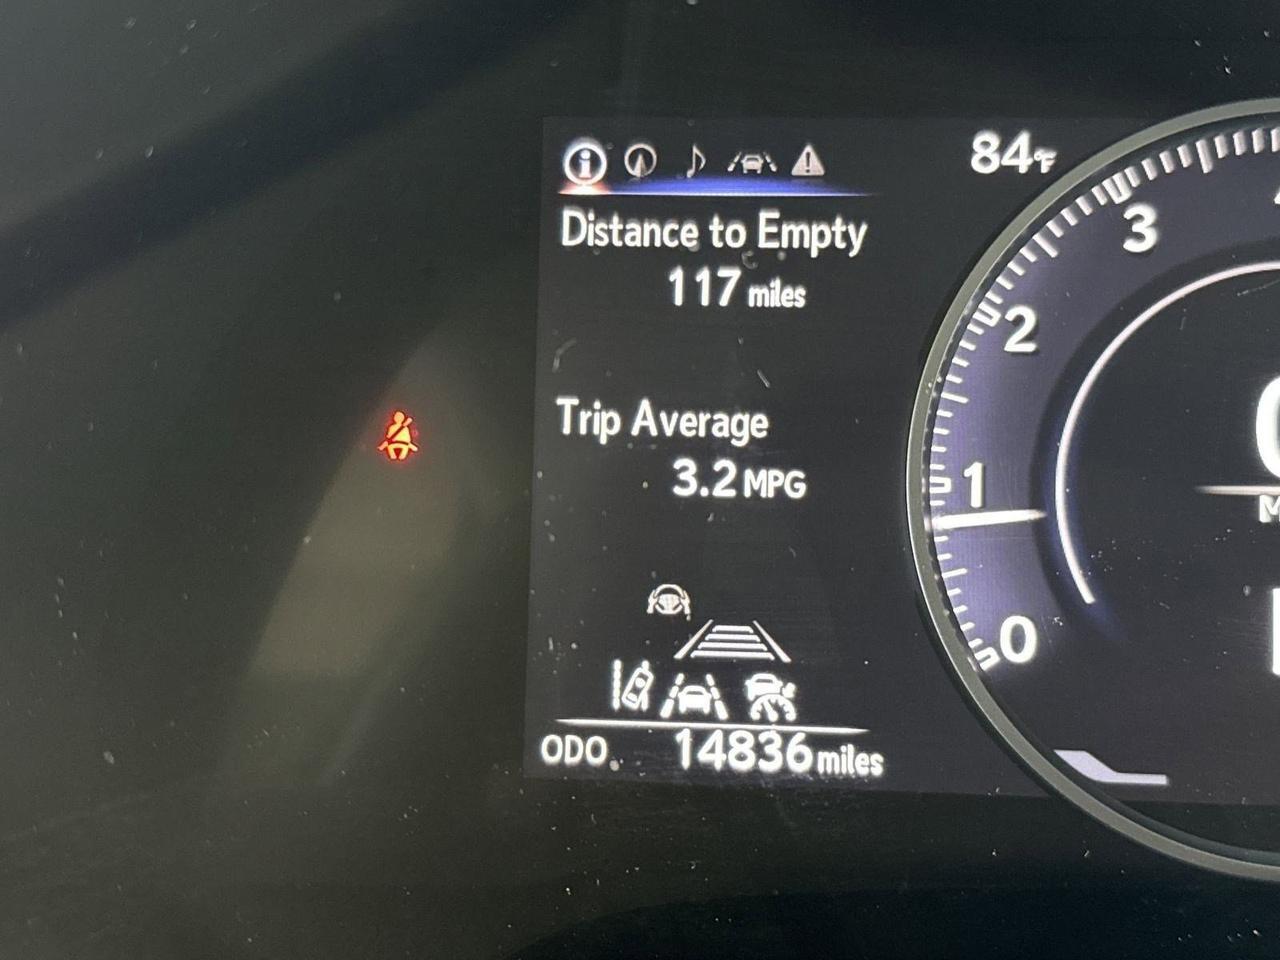 84°F
Distance to Empty
117 miles
Trip Average
3.2 MPG
ODO 14836 miles
3
2
1
0